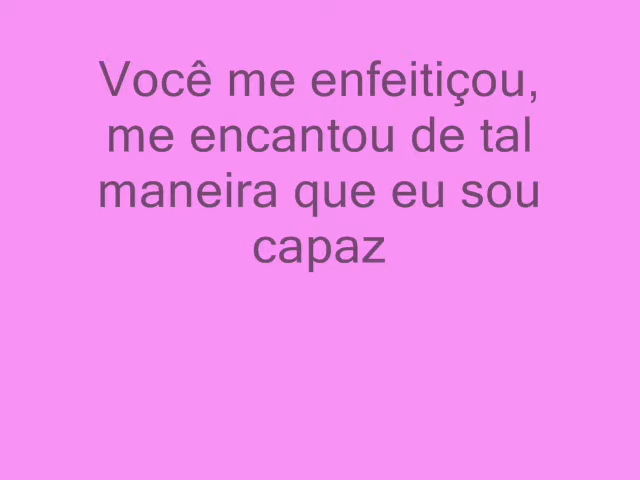 Você me enfeitiçou,
me encantou de tal
maneira que eu sou
capaz